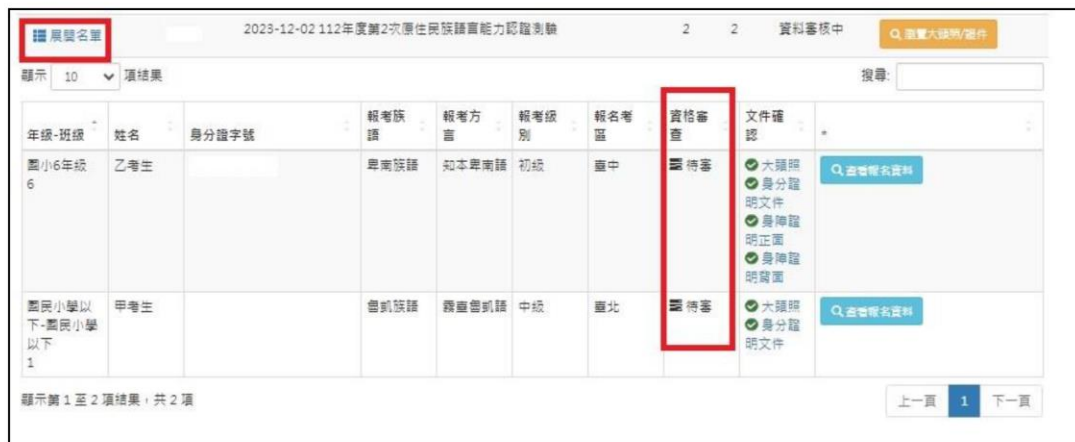 展開名單 2023-12-02 112年度第2次原住民族語言能力認證測驗 2 2 資料審核中 瀏覽大頭照/證件
顯示 10 項結果 搜尋:
年級-班級 姓名 身分證字號 報考族語 報考方言 報考級別 報名考區 資格審查 文件確認 *
國小6年級 乙考生 卑南族語 知本卑南語 初級 臺中 待審 大頭照 查看報名資料
6 身分證
明文件
身障證
明正面
身障證
明背面
國民小學以 甲考生 魯凱族語 霧臺魯凱語 中級 臺北 待審 大頭照 查看報名資料
下-國民小學 身分證
以下 明文件
1
顯示第 1 至 2 項結果,共 2 項 上一頁 1 下一頁